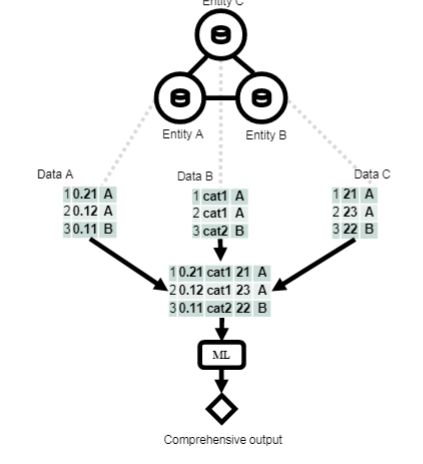 Entity C
Entity A
Entity B
Data A
Data B
Data C
1 0.21 A
2 0.12 A
3 0.11 B
1 cat1 A
2 cat1 A
3 cat2 B
1 21 A
2 23 A
3 22 B
1 0.21 cat1 21 A
2 0.12 cat1 23 A
3 0.11 cat2 22 B
ML
Comprehensive output